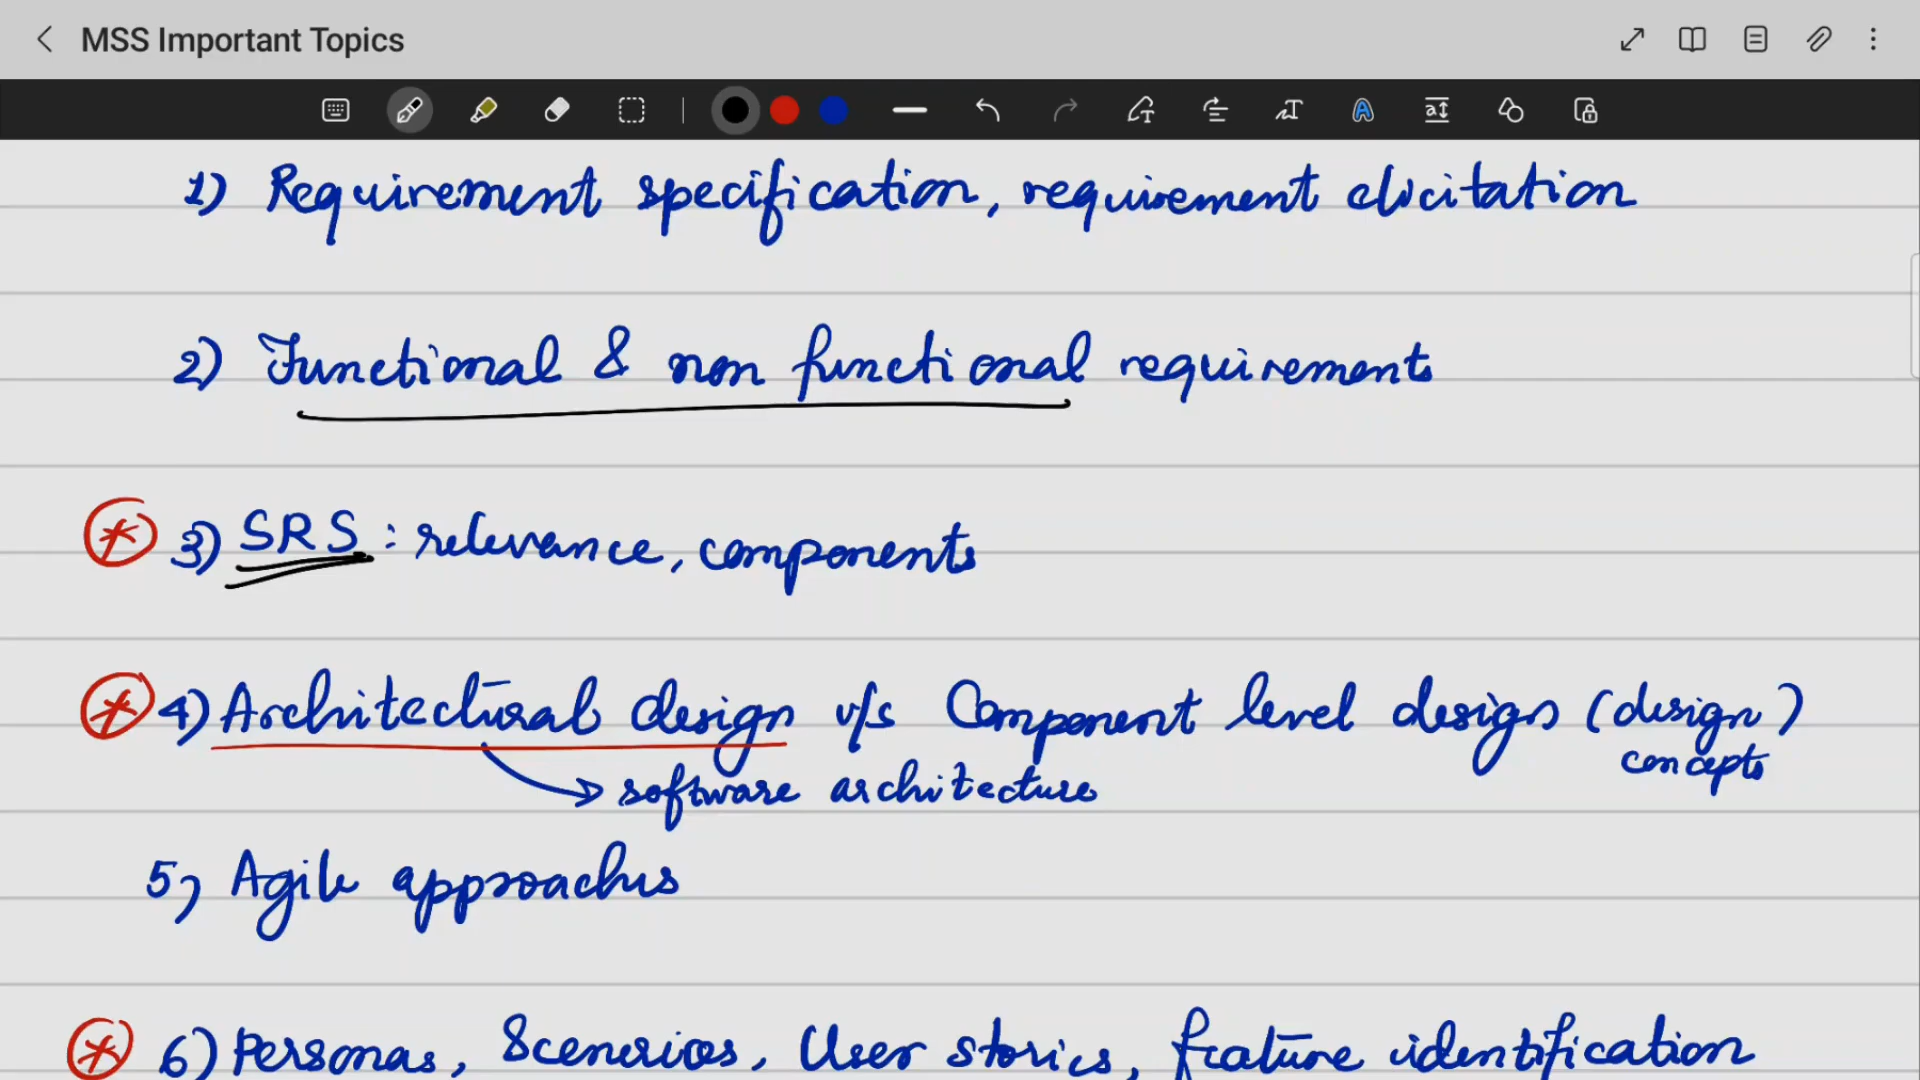 MSS Important Topics
1) Requirement specification, requirement elicitation
2) Functional & non functional requirements
3) SRS : relevance, components
4) Architectural design v/s Component level design (design concepts)
→ software architecture
5) Agile approaches
6) Personas, Scenerios, User stories, feature identification